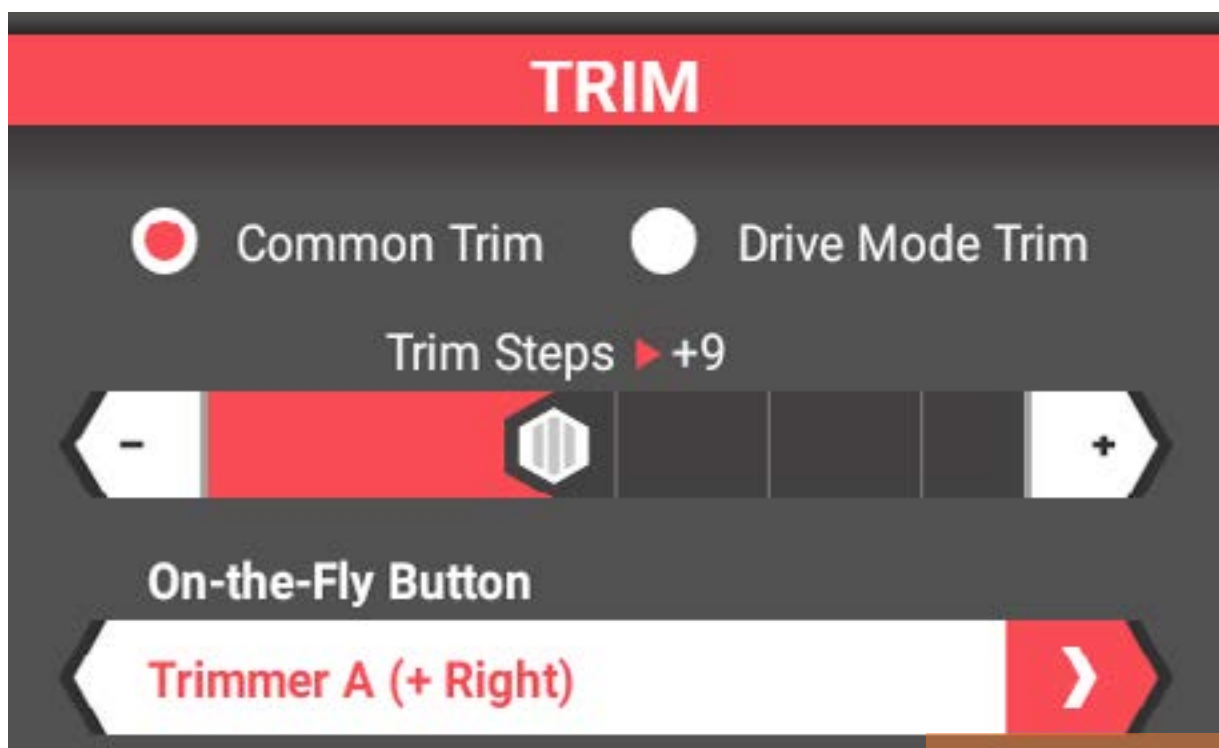 TRIM
Common Trim Drive Mode Trim
Trim Steps ▶ +9
- +
On-the-Fly Button
Trimmer A (+ Right)